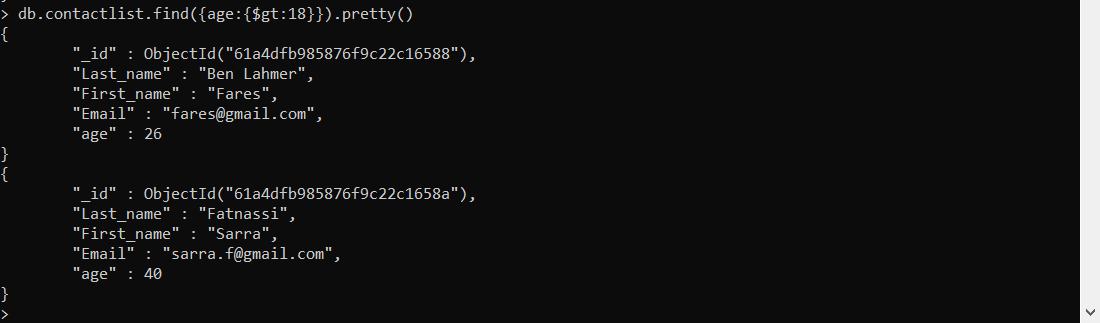 > db.contactlist.find({age:{$gt:18}}).pretty()
{
        "_id" : ObjectId("61a4dfb985876f9c22c16588"),
        "Last_name" : "Ben Lahmer",
        "First_name" : "Fares",
        "Email" : "fares@gmail.com",
        "age" : 26
}
{
        "_id" : ObjectId("61a4dfb985876f9c22c1658a"),
        "Last_name" : "Fatnassi",
        "First_name" : "Sarra",
        "Email" : "sarra.f@gmail.com",
        "age" : 40
}
>